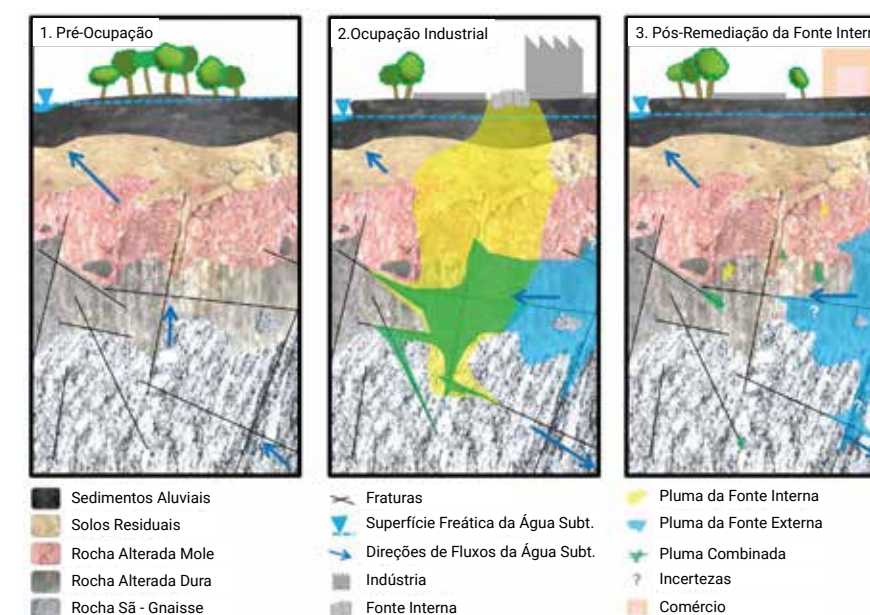 1. Pré-Ocupação
2.Ocupação Industrial
3. Pós-Remediação da Fonte Intern
?
?
Sedimentos Aluviais
Solos Residuais
Rocha Alterada Mole
Rocha Alterada Dura
Rocha Sã - Gnaisse
Fraturas
Superfície Freática da Água Subt.
Direções de Fluxos da Água Subt.
Indústria
Fonte Interna
Pluma da Fonte Interna
Pluma da Fonte Externa
Pluma Combinada
? Incertezas
Comércio